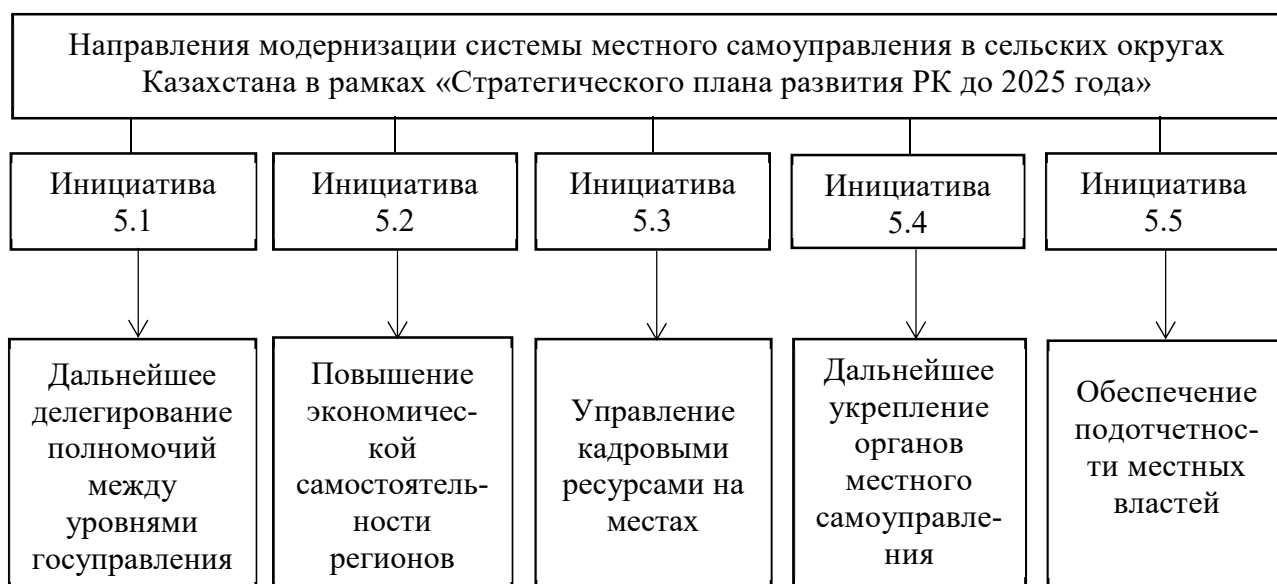 Направления модернизации системы местного самоуправления в сельских округах
Казахстана в рамках «Стратегического плана развития РК до 2025 года»
Инициатива
5.1
Инициатива
5.2
Инициатива
5.3
Инициатива
5.4
Инициатива
5.5
Дальнейшее
делегирование
полномочий
между
уровнями
госуправления
Повышение
экономичес-
кой
самостоятель-
ности
регионов
Управление
кадровыми
ресурсами на
местах
Дальнейшее
укрепление
органов
местного
самоуправле-
ния
Обеспечение
подотчетнос-
ти местных
властей